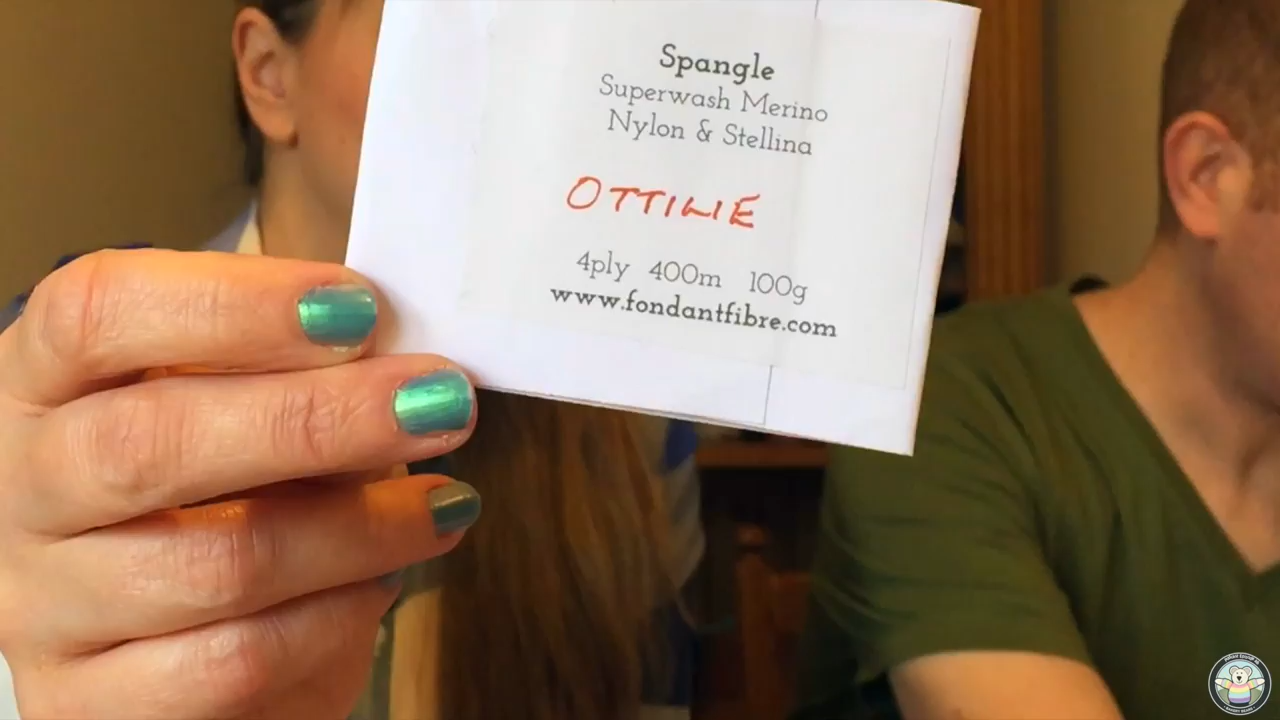 Spangle
Superwash Merino
Nylon & Stellina
OTTILIE
4ply 400m 100g
www.fondantfibre.com